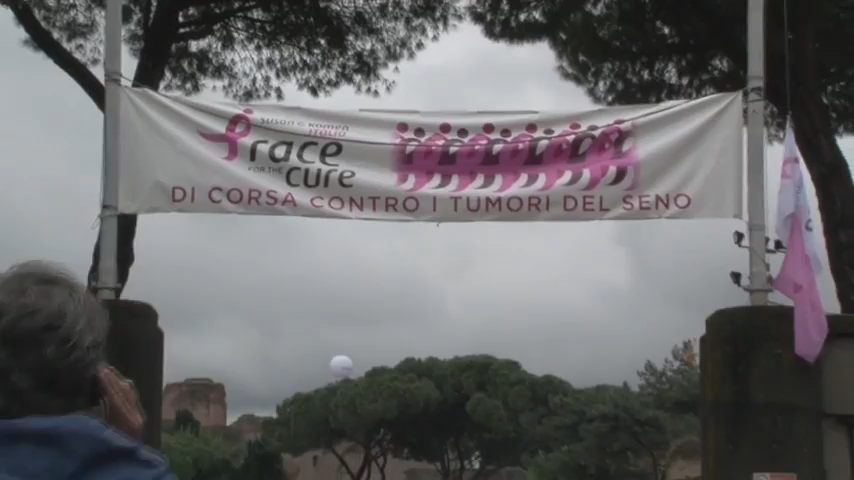 SUSAN G. KOMEN
ITALIA
race
FOR THE
cure
DI CORSA CONTRO I TUMORI DEL SENO